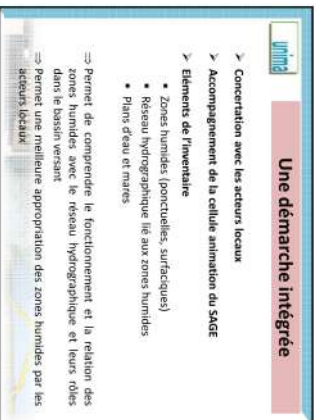 unima
Une démarche intégrée
➢ Concertation avec les acteurs locaux
➢ Accompagnement de la cellule animation du SAGE
➢ Eléments de l'inventaire
• Zones humides (ponctuelles, surfaciques)
• Réseau hydrographique lié aux zones humides
• Plans d'eau et mares
⇒ Permet de comprendre le fonctionnement et la relation des
zones humides avec le réseau hydrographique et leurs rôles
dans le bassin versant
⇒ Permet une meilleure appropriation des zones humides par les
acteurs locaux